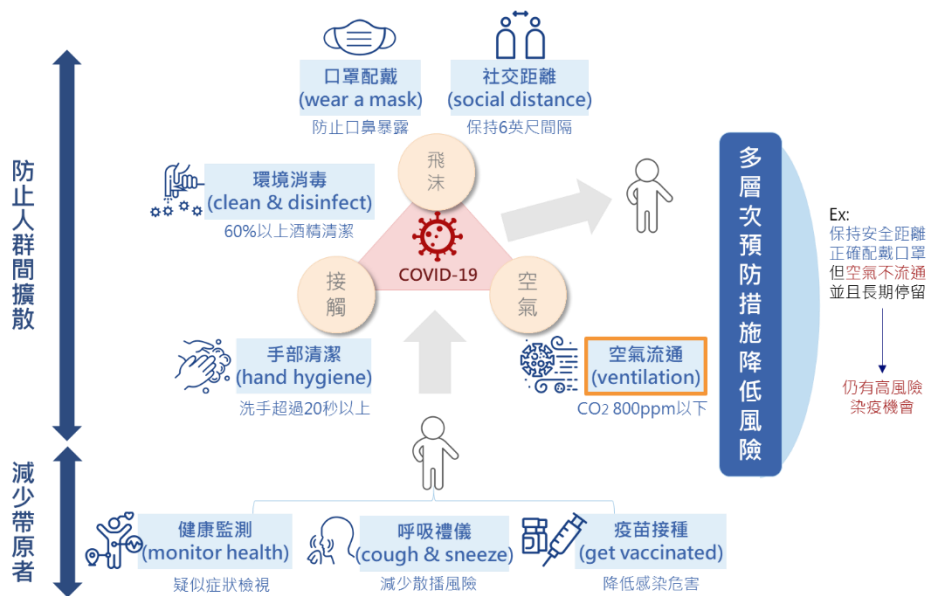 口罩配戴
(wear a mask)
防止口鼻暴露
社交距離
(social distance)
保持6英尺間隔
防止人群間擴散
環境消毒
(clean & disinfect)
60%以上酒精清潔
飛沫
COVID-19
接觸
空氣
手部清潔
(hand hygiene)
洗手超過20秒以上
空氣流通
(ventilation)
CO2 800ppm以下
多層次預防措施降低風險
Ex:
保持安全距離
正確配戴口罩
但空氣不流通
並且長期停留
仍有高風險
染疫機會
減少帶原者
健康監測
(monitor health)
疑似症狀檢視
呼吸禮儀
(cough & sneeze)
減少散播風險
疫苗接種
(get vaccinated)
降低感染危害